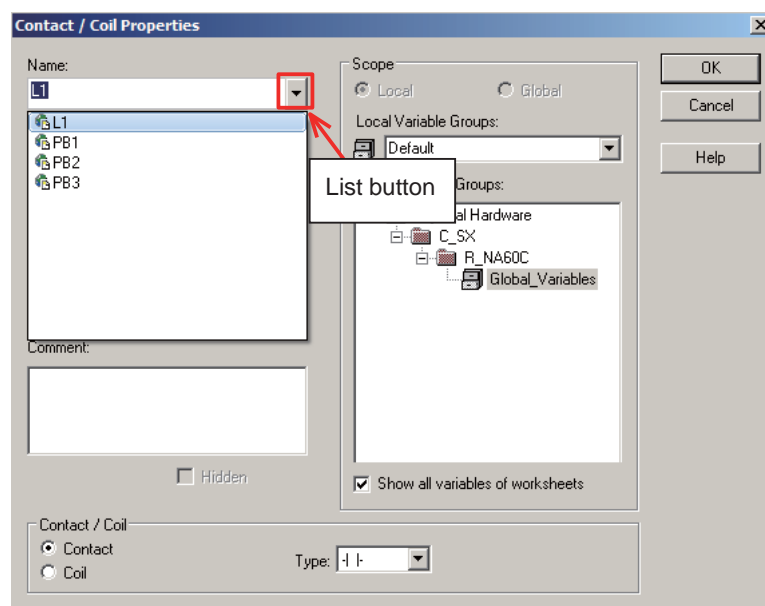 Contact / Coil Properties
Name:
L1
L1
PB1
PB2
PB3
Comment:
Hidden
Scope
Local
Global
Local Variable Groups:
Default
List button
Groups:
al Hardware
C_SX
R_NA60C
Global_Variables
Show all variables of worksheets
OK
Cancel
Help
Contact / Coil
Contact
Coil
Type: